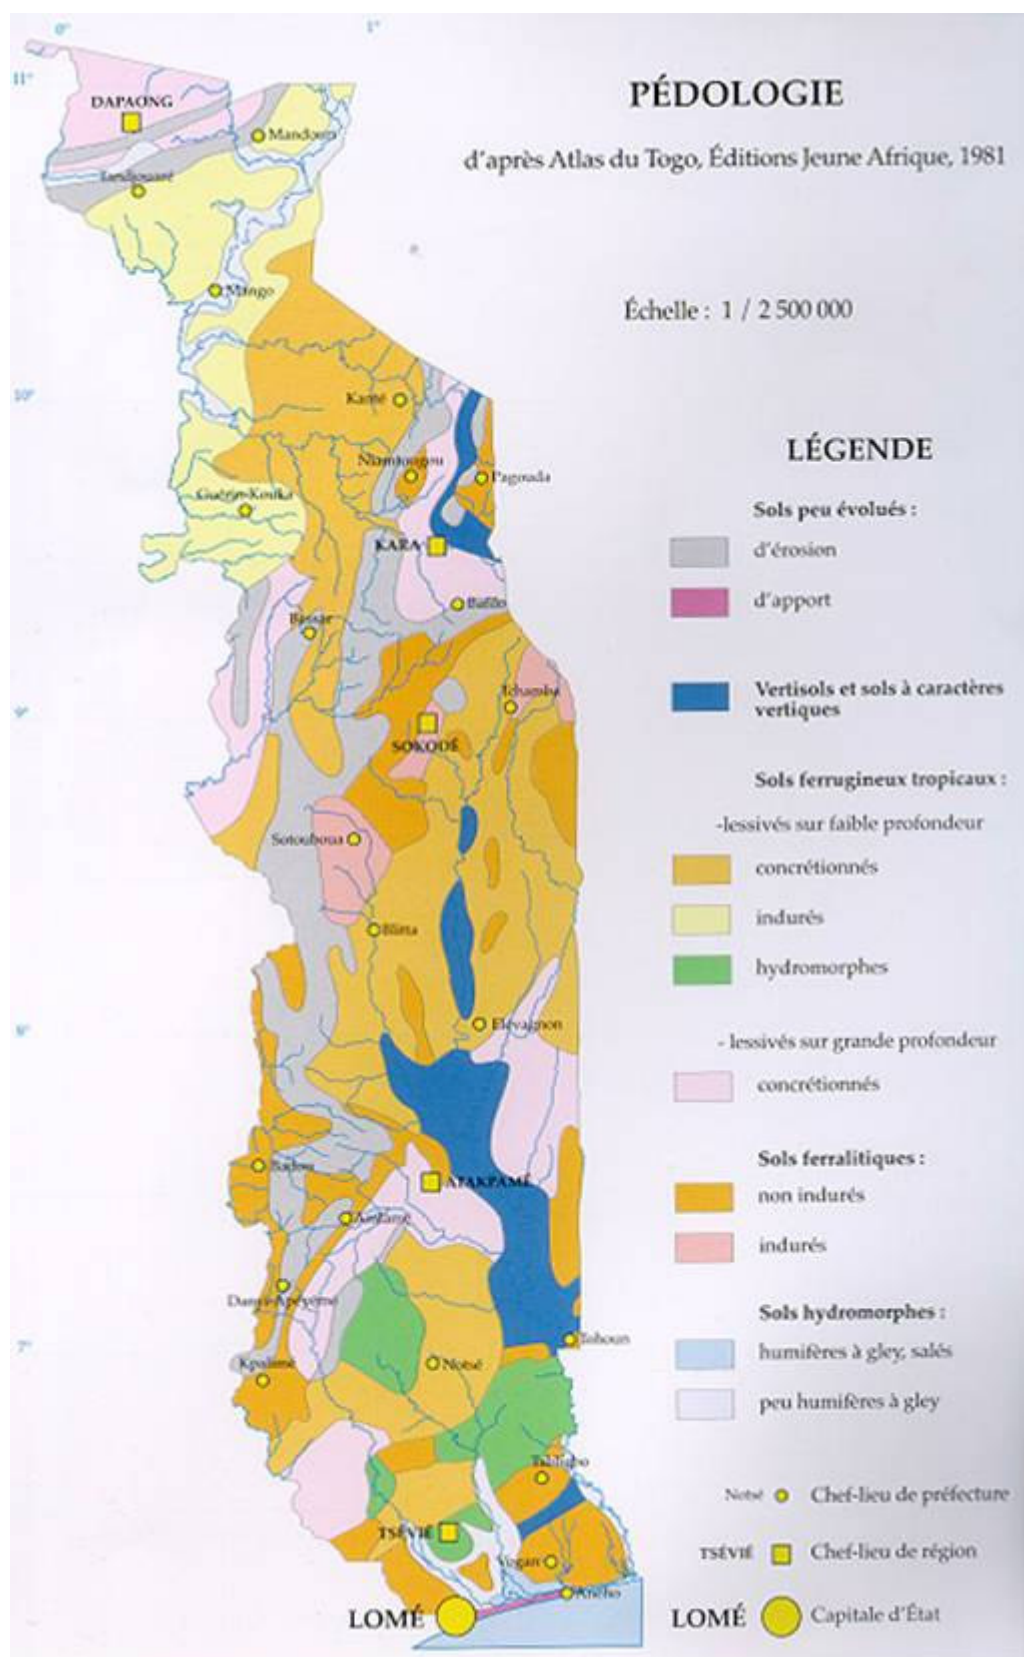 0°
1°
11°
PÉDOLOGIE
DAPAONG
Mandouri
d'après Atlas du Togo, Éditions Jeune Afrique, 1981
Tandjouaré
Mango
Échelle : 1 / 2 500 000
10°
Kanté
LÉGENDE
Niamtougou
Pagouda
Guérin-Kouka
Sols peu évolués :
KARA
d'érosion
Bafilo
d'apport
Bassar
Tchamba
Vertisols et sols à caractères
vertiques
9°
SOKODÉ
Sols ferrugineux tropicaux :
-lessivés sur faible profondeur
Sotouboua
concrétionnés
Blitta
indurés
hydromorphes
8°
Elévagnon
- lessivés sur grande profondeur
concrétionnés
Badou
Sols ferralitiques :
ATAKPAMÉ
non indurés
Amlamé
indurés
Danyi-Apéyémé
Sols hydromorphes :
7°
Tohoun
humifères à gley, salés
Kpalimé
Notsé
peu humifères à gley
Tabligbo
Notsé
Chef-lieu de préfecture
TSÉVIÉ
TSÉVIÉ
Chef-lieu de région
Vogan
Aného
LOMÉ
LOMÉ
Capitale d'État